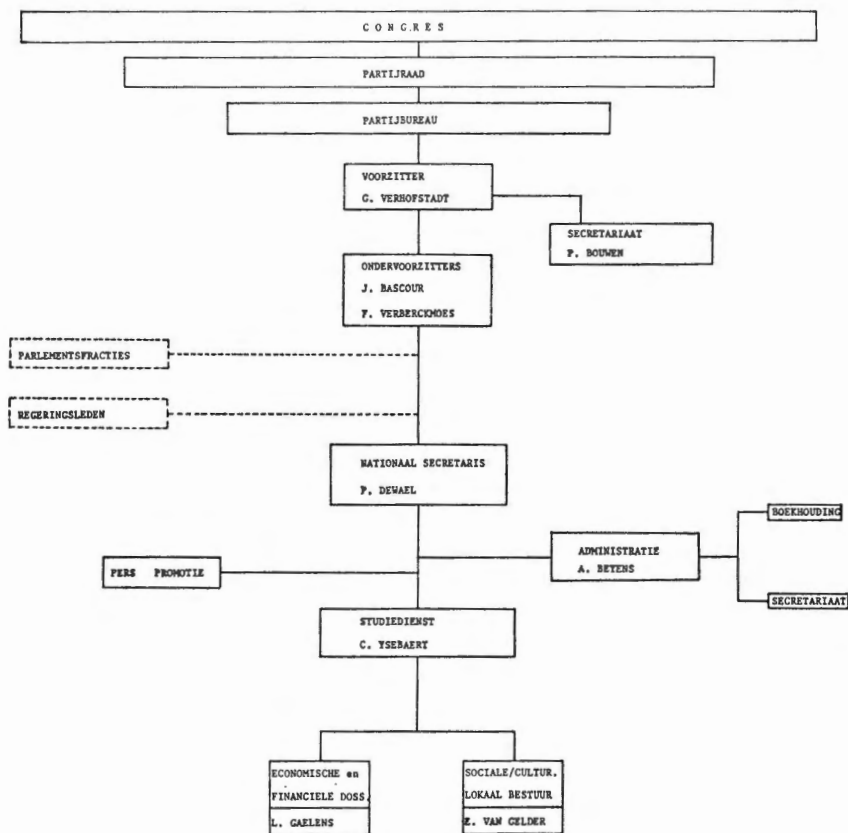 CONGRES
PARTIJRAAD
PARTIJBUREAU
VOORZITTER
G. VERHOFSTADT
SECRETARIAAT
P. BOUWEN
ONDERVOORZITTERS
J. BASCOUR
F. VERBERCKMOES
PARLEMENTSFRACTIES
REGERINGSLEDEN
NATIONAAL SECRETARIS
P. DEWAEL
BOEKHOUDING
ADMINISTRATIE
A. BEYENS
PERS PROMOTIE
SECRETARIAAT
STUDIEDIENST
C. YSEBAERT
ECONOMISCHE en
FINANCIELE DOSS.
L. GAELENS
SOCIALE/CULTUR.
LOKAAL BESTUUR
E. VAN GELDER